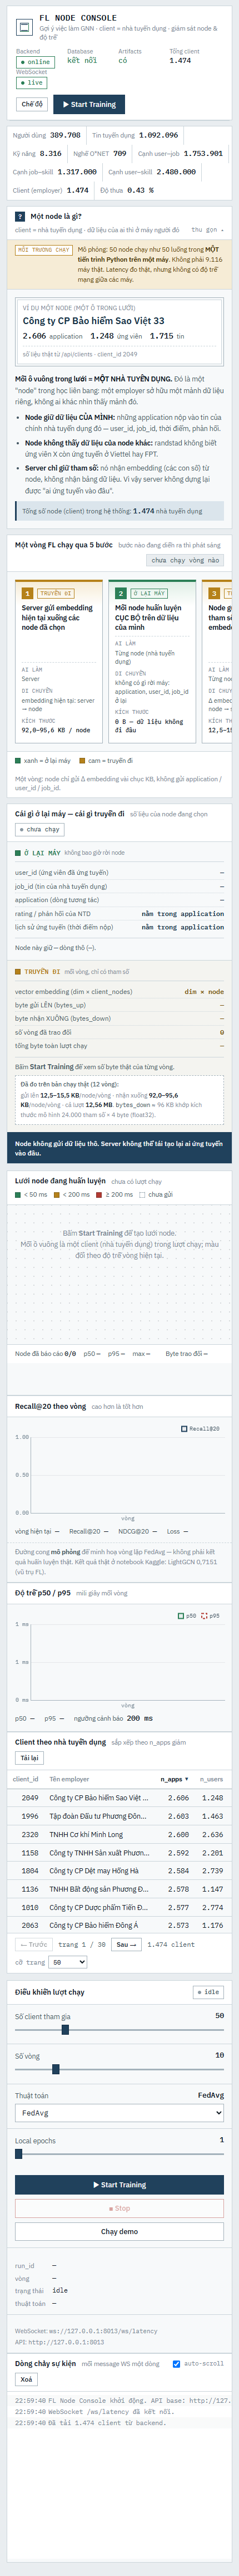 FL NODE CONSOLE
Gợi ý việc làm GNN · client = nhà tuyển dụng · giám sát node & độ trễ
Backend
● online
Database
kết nối
Artifacts
có
Tổng client
1.474
WebSocket
● live
Chế độ
▶ Start Training
Người dùng 389.708
Tin tuyển dụng 1.092.096
Kỹ năng 8.316
Nghề O*NET 709
Cạnh user–job 1.753.901
Cạnh job–skill 1.317.000
Cạnh user–skill 2.480.000
Client (employer) 1.474
Độ thưa 0.43 %
? Một node là gì?
client = nhà tuyển dụng · dữ liệu của ai thì ở máy người đó
thu gọn
MÔI TRƯỜNG CHẠY
Mô phỏng: 50 node chạy như 50 luồng trong MỘT tiến trình Python trên một máy. Không phải 9.116 máy thật. Latency đo thật, nhưng không có độ trễ mạng giữa các máy.
VÍ DỤ MỘT NODE (MỘT Ô TRONG LƯỚI)
Công ty CP Bảo hiểm Sao Việt 33
2.606 application 1.248 ứng viên 1.715 tin
số liệu thật từ /api/clients · client_id 2049
Mỗi ô vuông trong lưới = MỘT NHÀ TUYỂN DỤNG. Đó là một "node" trong học liên bang: một employer sở hữu một mảnh dữ liệu riêng, không ai khác nhìn thấy mảnh đó.
• Node giữ dữ liệu CỦA MÌNH: những application nộp vào tin của chính nhà tuyển dụng đó — user_id, job_id, thời điểm, phản hồi.
• Node không thấy dữ liệu của node khác: randstad không biết ứng viên X còn ứng tuyển ở Viettel hay FPT.
• Server chỉ giữ tham số: nó nhận embedding (các con số) từ node, không nhận bảng dữ liệu. Vì vậy server không dựng lại được "ai ứng tuyển vào đâu".
Tổng số node (client) trong hệ thống: 1.474 nhà tuyển dụng
Một vòng FL chạy qua 5 bước
bước nào đang diễn ra thì phát sáng
chưa chạy vòng nào
1 TRUYỀN ĐI
Server gửi embedding hiện tại xuống các node đã chọn
AI LÀM
Server
DI CHUYỂN
embedding hiện tại: server → node
KÍCH THƯỚC
92,0–95,6 KB / node
2 Ở LẠI MÁY
Mỗi node huấn luyện CỤC BỘ trên dữ liệu của mình
AI LÀM
Từng node (nhà tuyển dụng)
DI CHUYỂN
không có gì rời máy: application, user_id, job_id ở lại
KÍCH THƯỚC
0 B — dữ liệu không đi đâu
3
AI LÀM
DI CHUYỂN
KÍCH THƯỚC
xanh = ở lại máy
cam = truyền đi
Một vòng: node chỉ gửi Δ embedding vài chục KB, không gửi application / user_id / job_id.
Cái gì ở lại máy — cái gì truyền đi
số liệu của node đang chọn
● chưa chạy
Ở LẠI MÁY
không bao giờ rời node
user_id (ứng viên đã ứng tuyển) —
job_id (tin của nhà tuyển dụng) —
application (dòng tương tác) —
rating / phản hồi của NTD nằm trong application
lịch sử ứng tuyển (thời điểm nộp) nằm trong application
Node này giữ — dòng thô (—).
TRUYỀN ĐI
mỗi vòng, chỉ có tham số
vector embedding (dim × client_nodes) dim × node
byte gửi LÊN (bytes_up) —
byte nhận XUỐNG (bytes_down) —
số vòng đã trao đổi 0
tổng byte toàn lượt chạy —
Bấm Start Training để xem số byte thật của từng vòng.
Đã đo trên bản chạy thật (12 vòng):
gửi lên 12,5–15,5 KB/node/vòng · nhận xuống 92,0–95,6 KB/node/vòng · cả lượt 12,56 MB. bytes_down ≈ 96 KB khớp kích thước mô hình 24.000 tham số × 4 byte (float32).
Node không gửi dữ liệu thô. Server không thể tái tạo lại ai ứng tuyển vào đâu.
Lưới node đang huấn luyện
chưa có lượt chạy
< 50 ms
< 200 ms
≥ 200 ms
chưa gửi
Bấm Start Training để tạo lưới node.
Mỗi ô vuông là một client (nhà tuyển dụng) trong lượt chạy; màu đổi theo độ trễ vòng hiện tại.
Node đã báo cáo 0/0 p50 — p95 — max — Byte trao đổi —
Recall@20 theo vòng
cao hơn là tốt hơn
Recall@20
1.00
0.50
0.00
vòng
vòng hiện tại — Recall@20 — NDCG@20 — Loss —
Đường cong mô phỏng để minh hoạ vòng lặp FedAvg — không phải kết quả huấn luyện thật. Kết quả thật ở notebook Kaggle: LightGCN 0,7151 (vũ trụ FL).
Độ trễ p50 / p95
mili giây mỗi vòng
p50
p95
1 ms
1 ms
0 ms
vòng
p50 — p95 — ngưỡng cảnh báo 200 ms
Client theo nhà tuyển dụng
sắp xếp theo n_apps giảm
Tải lại
client_id Tên employer n_apps ▼ n_users
2049 Công ty CP Bảo hiểm Sao Việt … 2.606 1.248
1996 Tập đoàn Đầu tư Phương Đôn… 2.603 1.463
2320 TNHH Cơ khí Minh Long 2.600 2.636
1158 Công ty TNHH Sản xuất Phươn… 2.592 2.201
1804 Công ty CP Dệt may Hồng Hà 2.584 2.739
1136 TNHH Bất động sản Phương Đ… 2.578 1.147
1010 Công ty CP Dược phẩm Tiến Đ… 2.577 2.774
2063 Công ty CP Bảo hiểm Đông Á 2.573 1.176
⟵ Trước
trang 1 / 30
Sau ⟶
1.474 client
cỡ trang 50
Điều khiển lượt chạy
● idle
Số client tham gia 50
Số vòng 10
Thuật toán FedAvg
FedAvg
Local epochs 1
▶ Start Training
■ Stop
Chạy demo
run_id —
vòng —
trạng thái idle
thuật toán —
WebSocket: ws://127.0.0.1:8013/ws/latency
API: http://127.0.0.1:8013
Dòng chảy sự kiện
mỗi message WS một dòng
auto-scroll
Xoá
22:59:40 FL Node Console khởi động. API base: http://127.
22:59:40 WebSocket /ws/latency đã kết nối.
22:59:40 Đã tải 1.474 client từ backend.